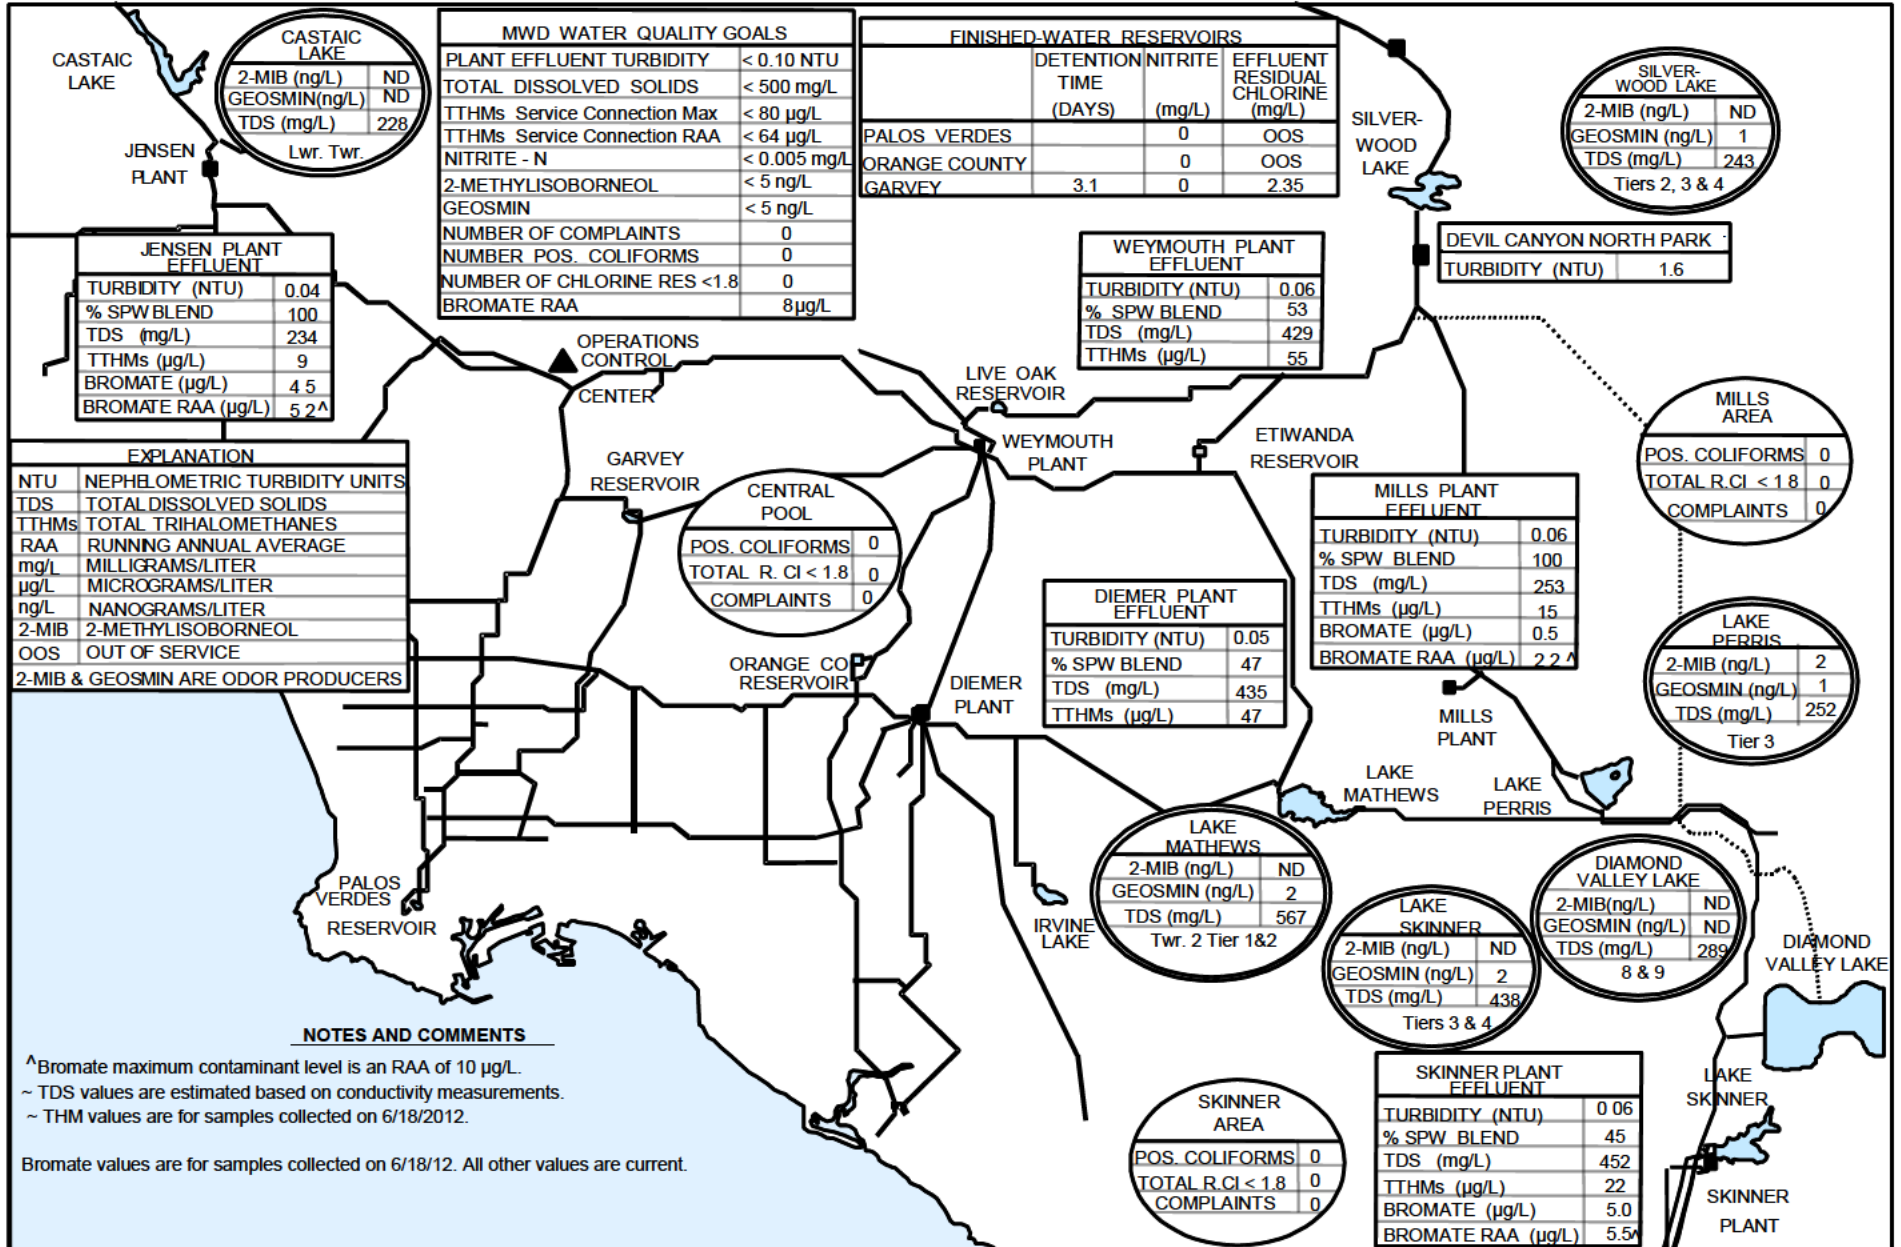 CASTAIC
LAKE
CASTAIC
LAKE
2-MIB (ng/L) ND
GEOSMIN(ng/L) ND
TDS (mg/L) 228
Lwr. Twr.
JENSEN
PLANT
MWD WATER QUALITY GOALS
PLANT EFFLUENT TURBIDITY < 0.10 NTU
TOTAL DISSOLVED SOLIDS < 500 mg/L
TTHMs Service Connection Max < 80 µg/L
TTHMs Service Connection RAA < 64 µg/L
NITRITE - N < 0.005 mg/L
2-METHYLISOBORNEOL < 5 ng/L
GEOSMIN < 5 ng/L
NUMBER OF COMPLAINTS 0
NUMBER POS. COLIFORMS 0
NUMBER OF CHLORINE RES <1.8 0
BROMATE RAA 8µg/L
FINISHED-WATER RESERVOIRS
DETENTION NITRITE EFFLUENT
TIME RESIDUAL
CHLORINE
(DAYS) (mg/L) (mg/L)
PALOS VERDES 0 OOS
ORANGE COUNTY 0 OOS
GARVEY 3.1 0 2.35
SILVER-
WOOD
LAKE
SILVER-
WOOD LAKE
2-MIB (ng/L) ND
GEOSMIN (ng/L) 1
TDS (mg/L) 243
Tiers 2, 3 & 4
DEVIL CANYON NORTH PARK
TURBIDITY (NTU) 1.6
JENSEN PLANT
EFFLUENT
TURBIDITY (NTU) 0.04
% SPW BLEND 100
TDS (mg/L) 234
TTHMs (µg/L) 9
BROMATE (µg/L) 4 5
BROMATE RAA (µg/L) 5 2^
WEYMOUTH PLANT
EFFLUENT
TURBIDITY (NTU) 0.06
% SPW BLEND 53
TDS (mg/L) 429
TTHMs (µg/L) 55
OPERATIONS
CONTROL
CENTER
LIVE OAK
RESERVOIR
WEYMOUTH
PLANT
ETIWANDA
RESERVOIR
MILLS
AREA
POS. COLIFORMS 0
TOTAL R.CI < 1 8 0
COMPLAINTS 0
EXPLANATION
NTU NEPHELOMETRIC TURBIDITY UNITS
TDS TOTAL DISSOLVED SOLIDS
TTHMs TOTAL TRIHALOMETHANES
RAA RUNNING ANNUAL AVERAGE
mg/L MILLIGRAMS/LITER
µg/L MICROGRAMS/LITER
ng/L NANOGRAMS/LITER
2-MIB 2-METHYLISOBORNEOL
OOS OUT OF SERVICE
2-MIB & GEOSMIN ARE ODOR PRODUCERS
GARVEY
RESERVOIR
CENTRAL
POOL
POS. COLIFORMS 0
TOTAL R. CI < 1.8 0
COMPLAINTS 0
MILLS PLANT
EFFLUENT
TURBIDITY (NTU) 0.06
% SPW BLEND 100
TDS (mg/L) 253
TTHMs (µg/L) 15
BROMATE (µg/L) 0.5
BROMATE RAA (µg/L) 2 2 ^
DIEMER PLANT
EFFLUENT
TURBIDITY (NTU) 0.05
% SPW BLEND 47
TDS (mg/L) 435
TTHMs (µg/L) 47
LAKE
PERRIS
2-MIB (ng/L) 2
GEOSMIN (ng/L) 1
TDS (mg/L) 252
Tier 3
ORANGE CO
RESERVOIR
DIEMER
PLANT
MILLS
PLANT
LAKE
MATHEWS
LAKE
PERRIS
LAKE
MATHEWS
2-MIB (ng/L) ND
GEOSMIN (ng/L) 2
TDS (mg/L) 567
Twr. 2 Tier 1&2
DIAMOND
VALLEY LAKE
2-MIB(ng/L) ND
GEOSMIN (ng/L) ND
TDS (mg/L) 289
8 & 9
PALOS
VERDES
RESERVOIR
IRVINE
LAKE
LAKE
SKINNER
2-MIB (ng/L) ND
GEOSMIN (ng/L) 2
TDS (mg/L) 438
Tiers 3 & 4
DIAMOND
VALLEY LAKE
NOTES AND COMMENTS
^Bromate maximum contaminant level is an RAA of 10 µg/L.
~ TDS values are estimated based on conductivity measurements.
~ THM values are for samples collected on 6/18/2012.
Bromate values are for samples collected on 6/18/12. All other values are current.
SKINNER
AREA
POS. COLIFORMS 0
TOTAL R.CI < 1.8 0
COMPLAINTS 0
SKINNER PLANT
EFFLUENT
TURBIDITY (NTU) 0 06
% SPW BLEND 45
TDS (mg/L) 452
TTHMs (µg/L) 22
BROMATE (µg/L) 5.0
BROMATE RAA (µg/L) 5.5^
LAKE
SKINNER
SKINNER
PLANT